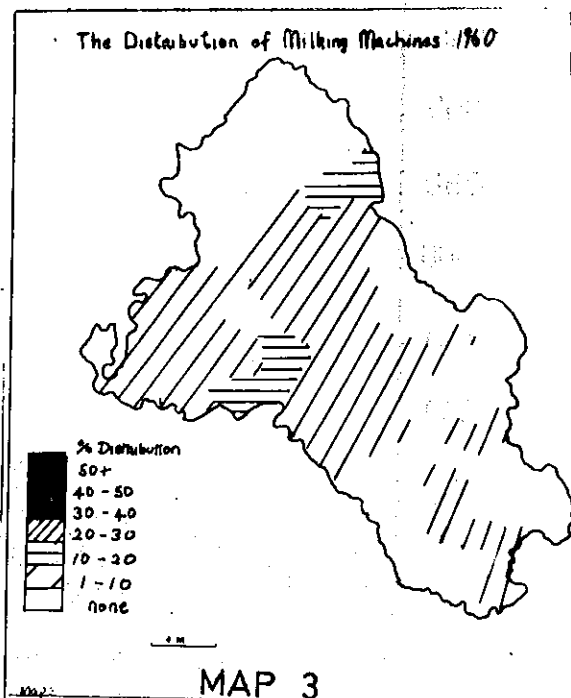 The Distribution of Milking Machines 1960
% Distribution
50+
40 - 50
30 - 40
20 - 30
10 - 20
1 - 10
none
4 M
MAP 3